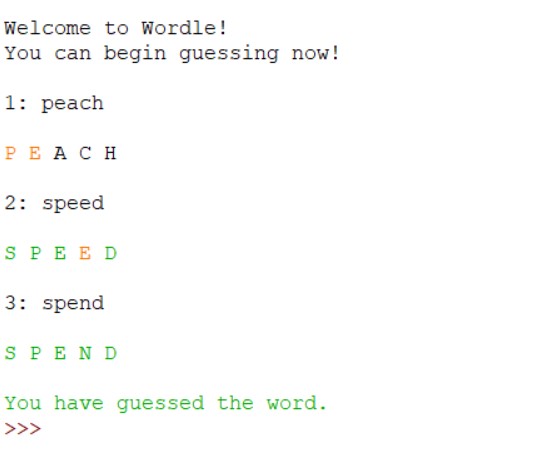 Welcome to Wordle!
You can begin guessing now!
1: peach
P E A C H
2: speed
S P E E D
3: spend
S P E N D
You have guessed the word.
>>>